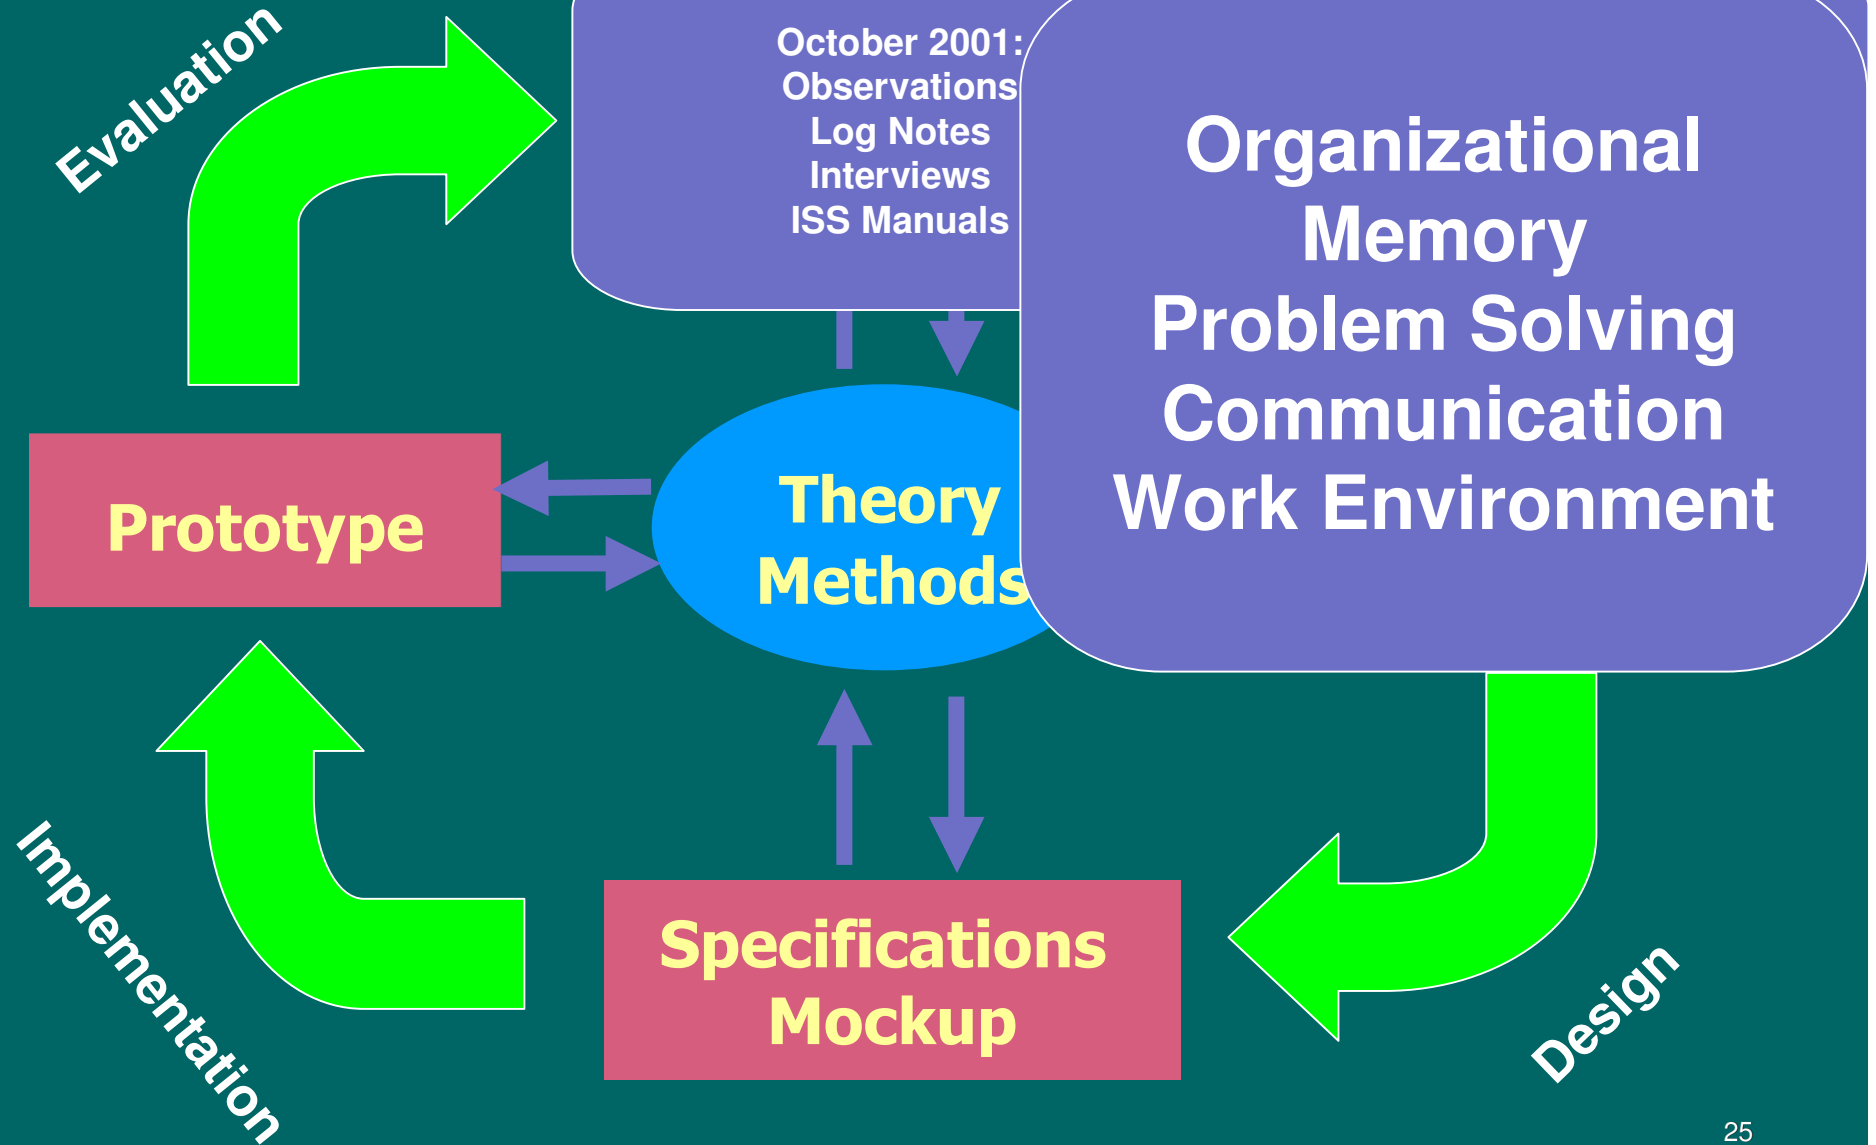 Evaluation
October 2001:
Observations
Log Notes
Interviews
ISS Manuals
Organizational
Memory
Problem Solving
Communication
Work Environment
Prototype
Theory
Methods
Specifications
Mockup
Implementation
Design
25